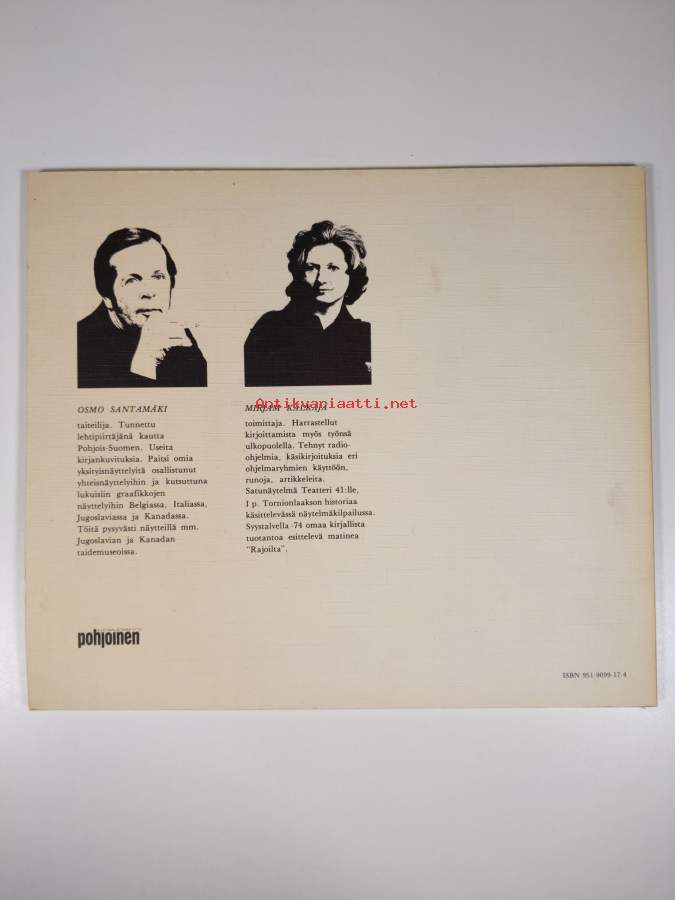 OSMO SANTAMÄKI
taiteilija. Tunnettu
lehtipiirtäjänä kautta
Pohjois-Suomen. Useita
kirjankuvituksia. Paitsi omia
yksityisnäyttelyitä osallistunut
yhteisnäyttelyihin ja kutsuttuna
lukuisiin graafikkojen
näyttelyihin Belgiassa, Italiassa,
Jugoslaviassa ja Kanadassa.
Töitä pysyvästi näytteillä mm.
Jugoslavian ja Kanadan
taidemuseoissa.
MIRJAM KÄLKÄJÄ
Antikvariaatti.net
toimittaja. Harrastellut
kirjoittamista myös työnsä
ulkopuolella. Tehnyt radio-
ohjelmia, käsikirjoituksia eri
ohjelmaryhmien käyttöön,
runoja, artikkeleita.
Satunäytelmä Teatteri 41:lle,
I p. Tornionlaakson historiaa
käsittelevässä näytelmäkilpailussa.
Syystalvella -74 omaa kirjallista
tuotantoa esittelevä matinea
"Rajoilta".
pohjoinen
ISBN 951-9099-17-4